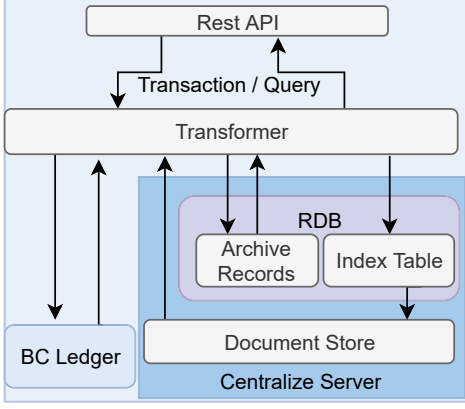 Rest API
Transaction / Query
Transformer
RDB
Archive
Records
Index Table
BC Ledger
Document Store
Centralize Server